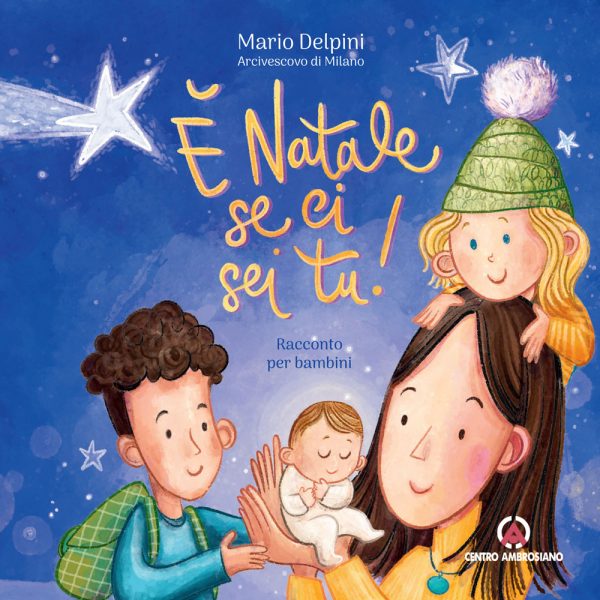 Mario Delpini
Arcivescovo di Milano
È Natale
se ci
sei tu!
Racconto
per bambini
CENTRO AMBROSIANO